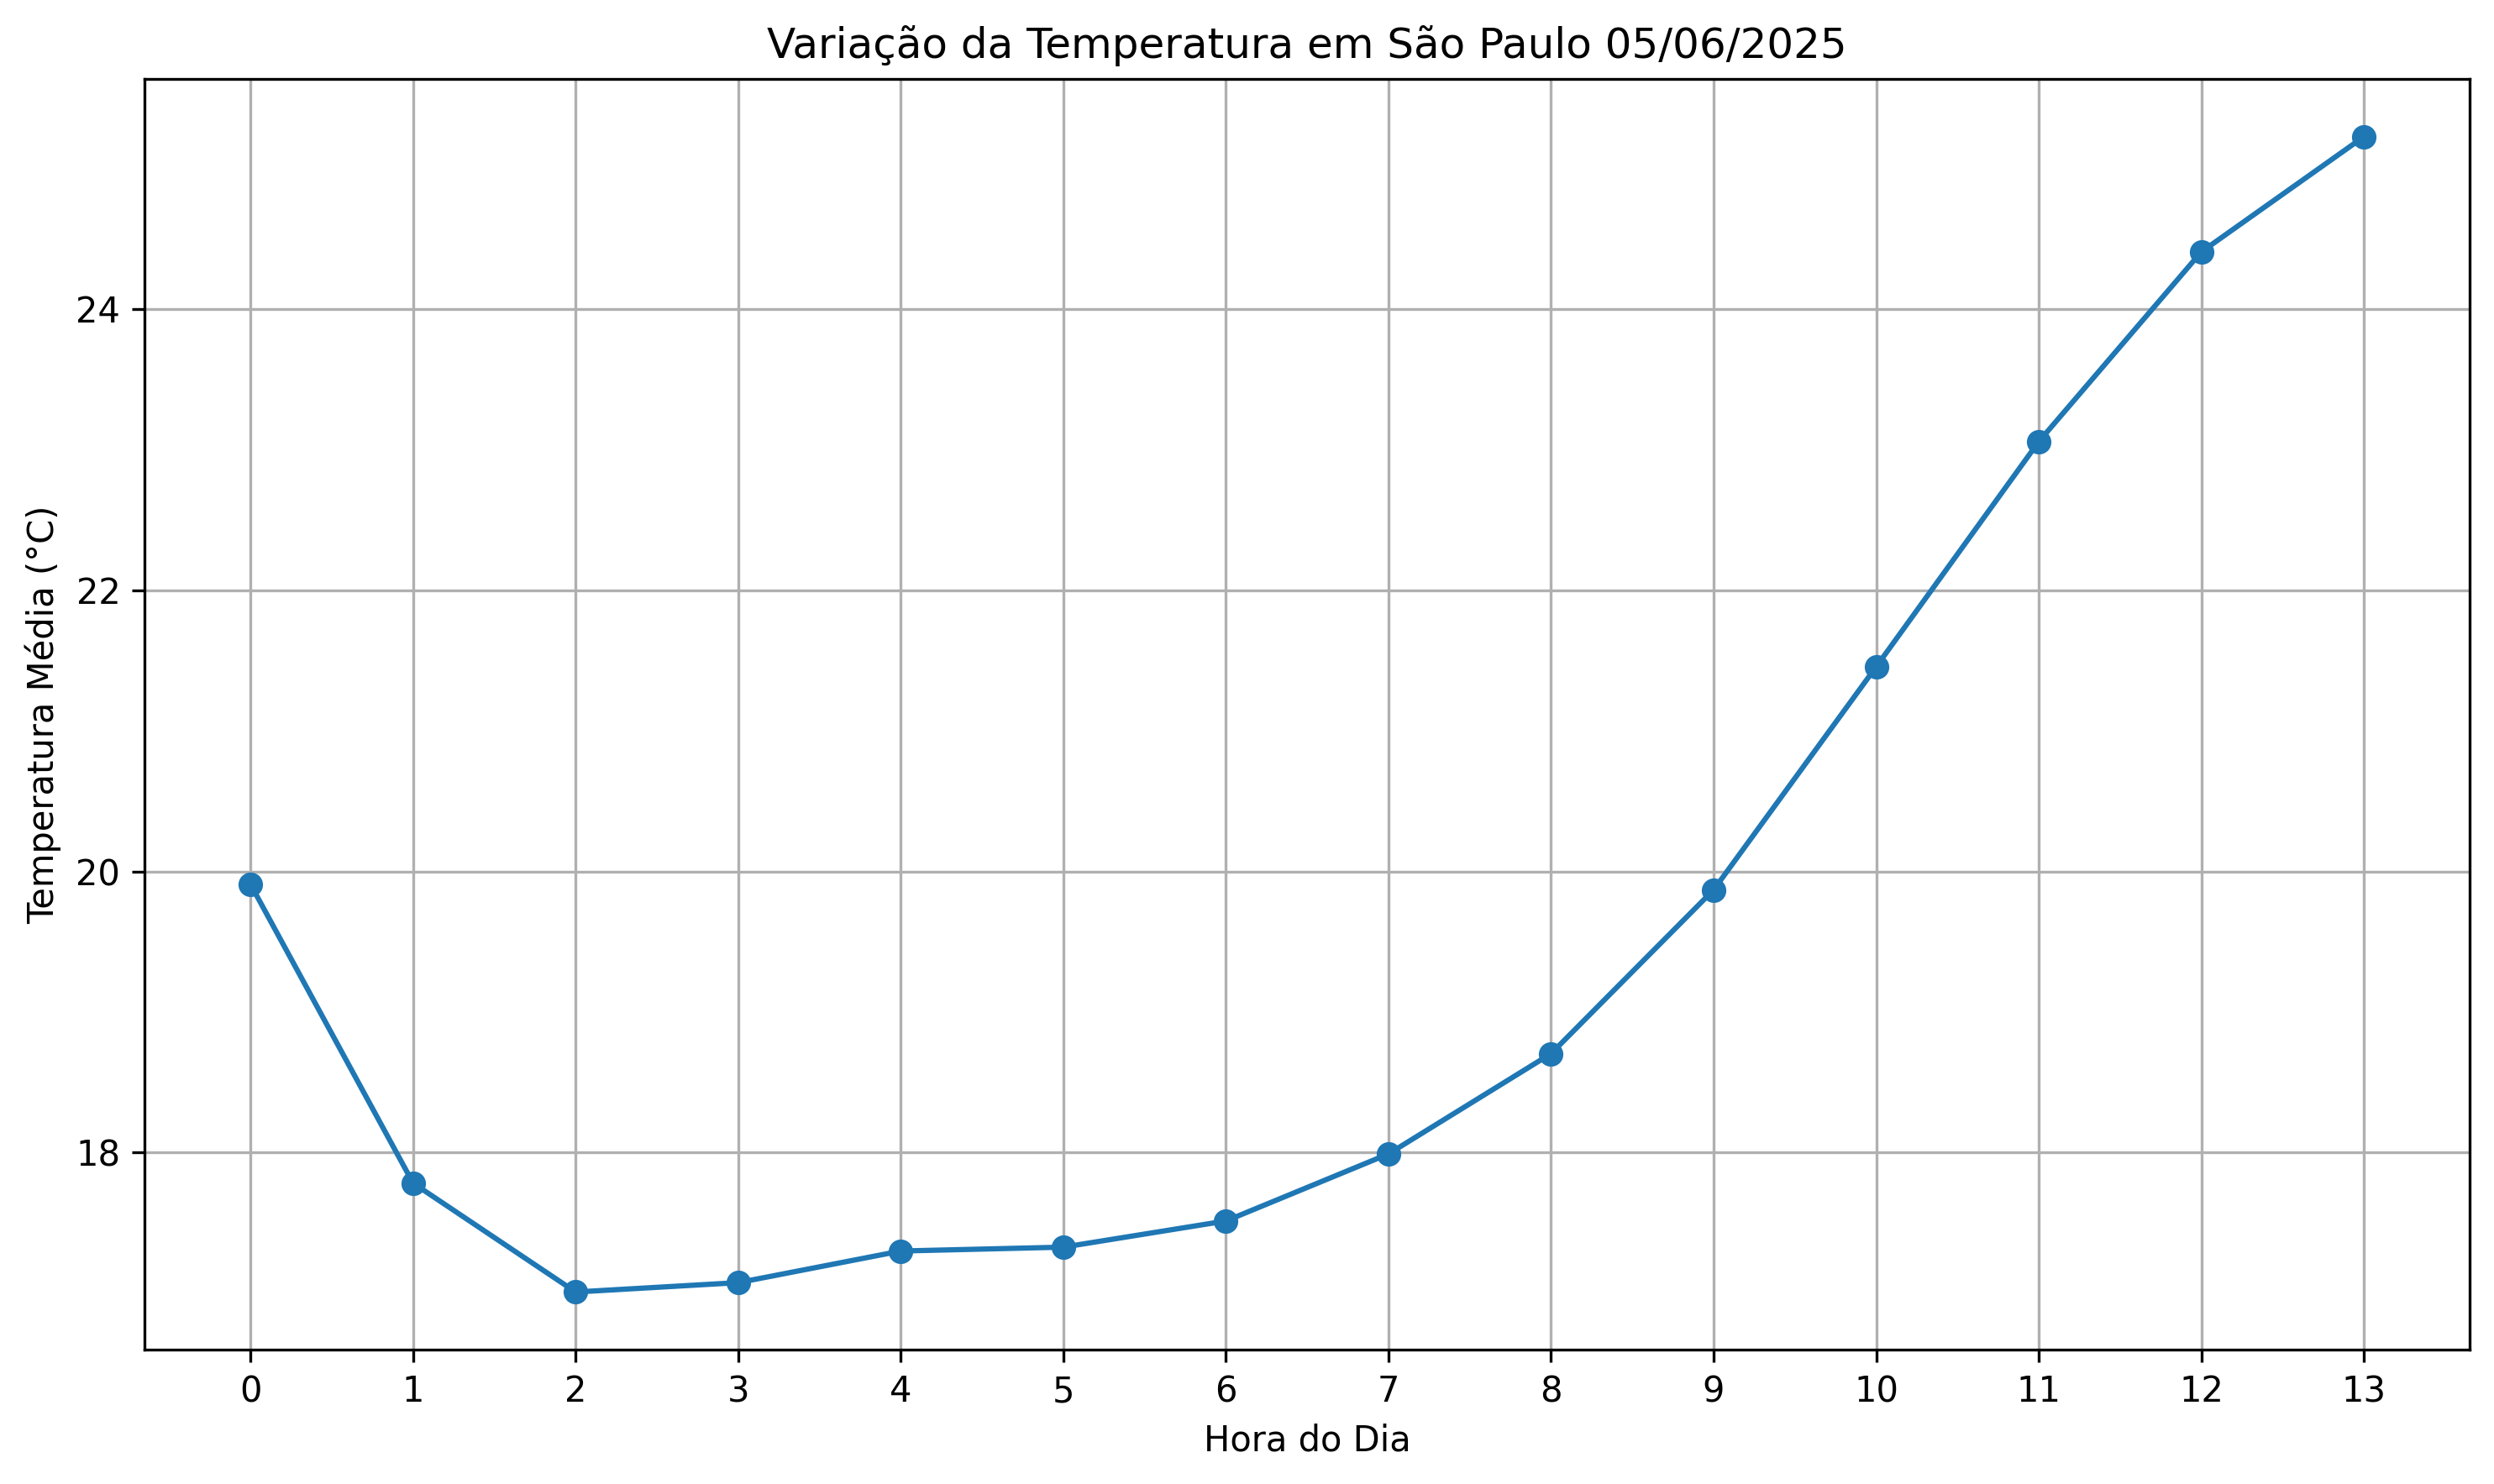 Variação da Temperatura em São Paulo 05/06/2025
Temperatura Média (°C)
24
22
20
18
0 1 2 3 4 5 6 7 8 9 10 11 12 13
Hora do Dia